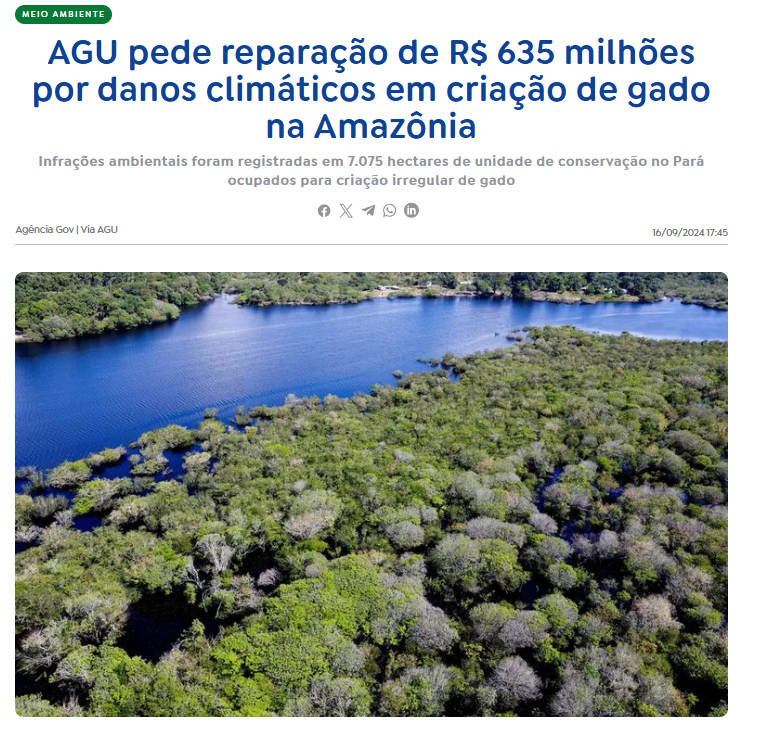 MEIO AMBIENTE
AGU pede reparação de R$ 635 milhões
por danos climáticos em criação de gado
na Amazônia
Infrações ambientais foram registradas em 7.075 hectares de unidade de conservação no Pará
ocupados para criação irregular de gado
Agência Gov | Via AGU
16/09/2024 17:45